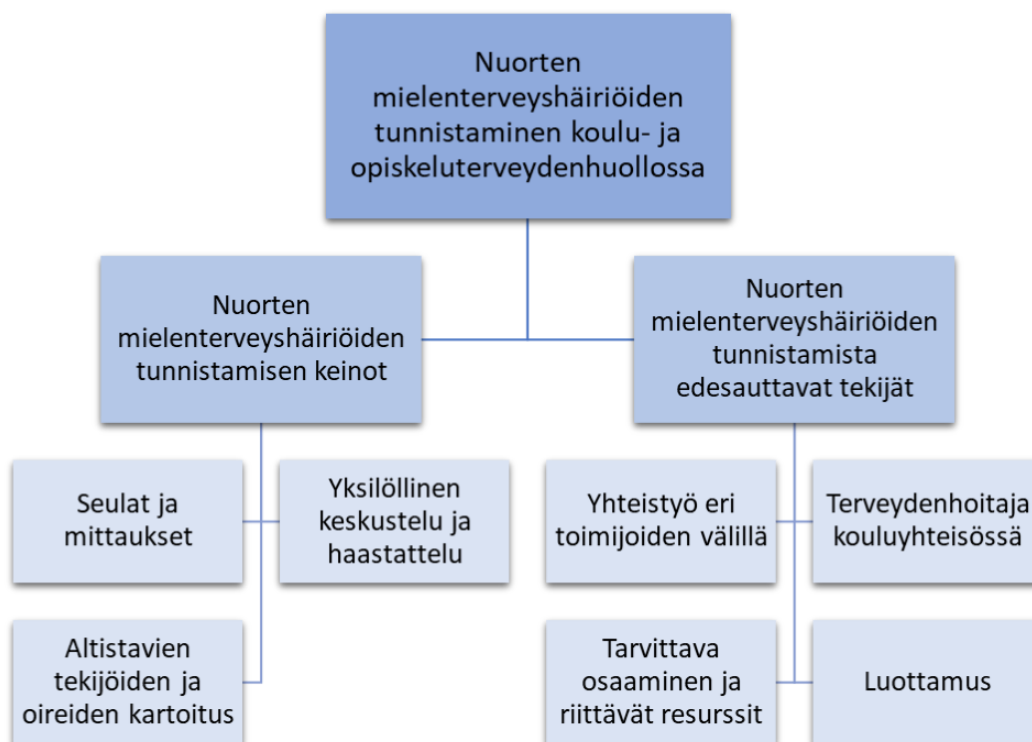 Nuorten
mielenterveyshäiriöiden
tunnistaminen koulu- ja
opiskeluterveydenhuollossa
Nuorten
mielenterveyshäiriöiden
tunnistamisen keinot
Nuorten
mielenterveyshäiriöiden
tunnistamista
edesauttavat tekijät
Seulat ja
mittaukset
Yksilöllinen
keskustelu ja
haastattelu
Yhteistyö eri
toimijoiden välillä
Terveydenhoitaja
kouluyhteisössä
Altistavien
tekijöiden ja
oireiden kartoitus
Tarvittava
osaaminen ja
riittävät resurssit
Luottamus